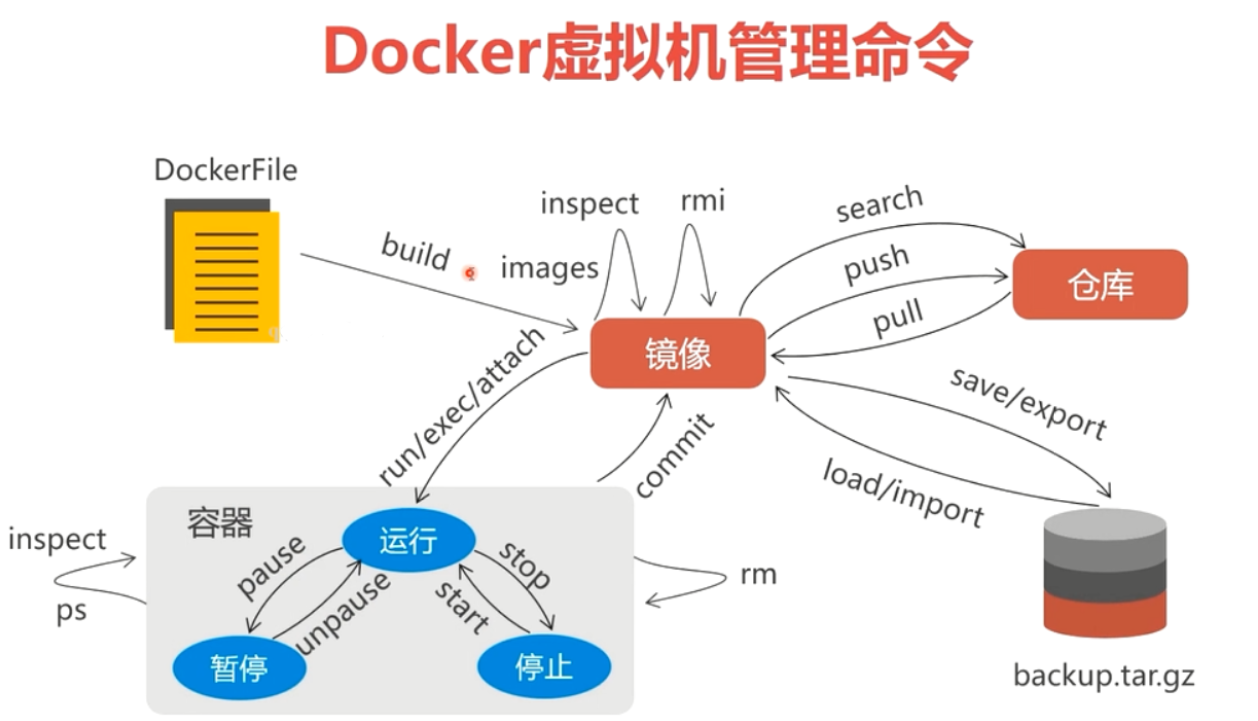 Docker虚拟机管理命令
DockerFile
build
images
inspect
rmi
search
push
pull
仓库
镜像
run/exec/attach
commit
save/export
load/import
容器
运行
inspect
ps
pause
unpause
stop
start
rm
暂停
停止
backup.tar.gz